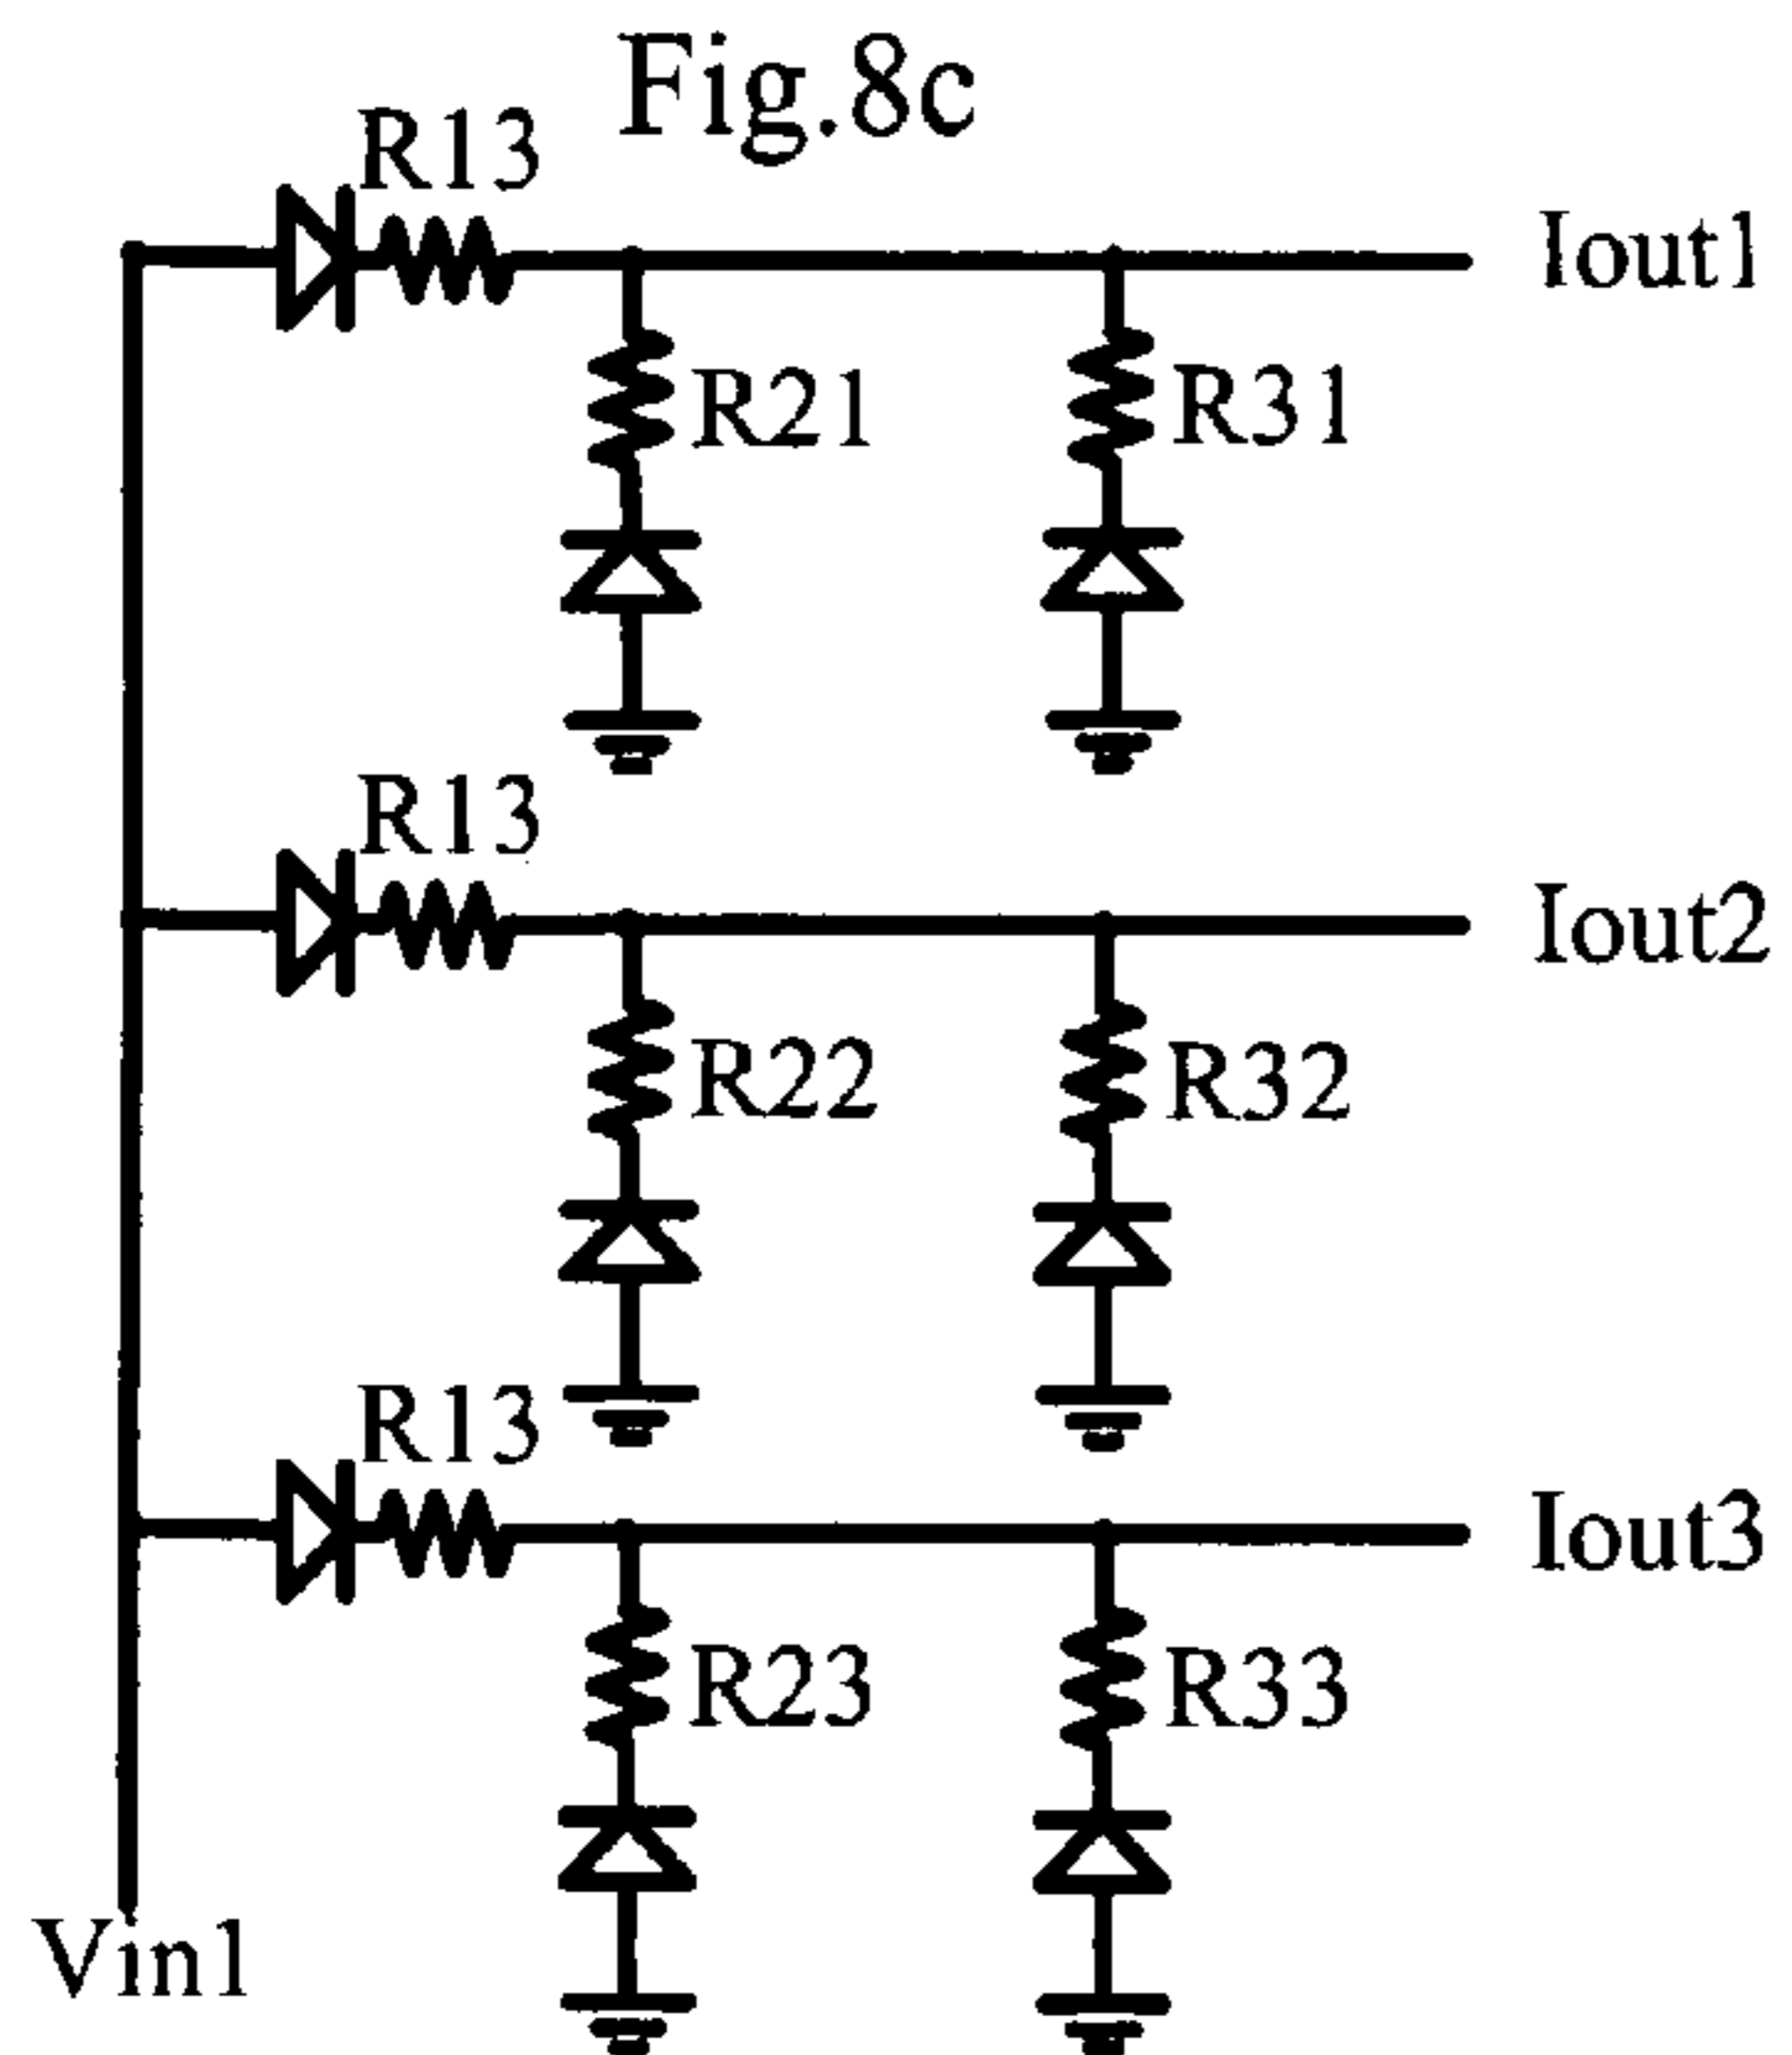 Fig.8c
R13
Iout1
R21
R31
R13
Iout2
R22
R32
R13
Iout3
R23
R33
Vin1